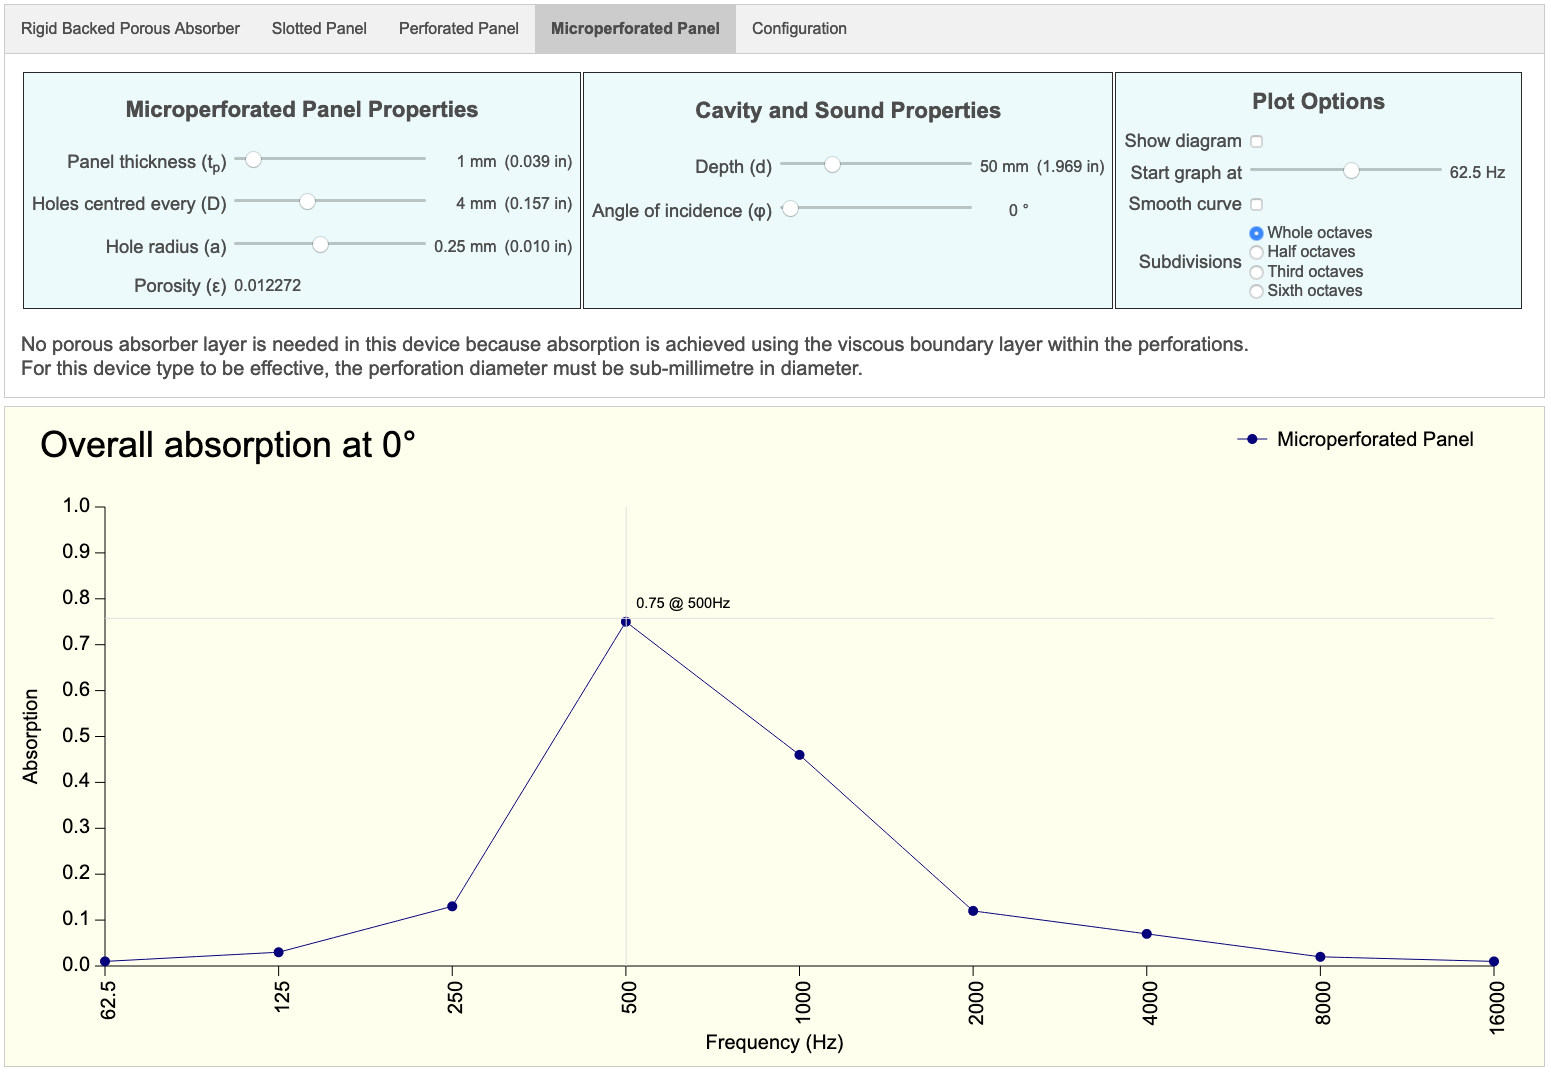 Rigid Backed Porous Absorber Slotted Panel Perforated Panel Microperforated Panel Configuration
Microperforated Panel Properties
Panel thickness (tp) 1 mm (0.039 in)
Holes centred every (D) 4 mm (0.157 in)
Hole radius (a) 0.25 mm (0.010 in)
Porosity (ε) 0.012272
Cavity and Sound Properties
Depth (d) 50 mm (1.969 in)
Angle of incidence (φ) 0 °
Plot Options
Show diagram
Start graph at 62.5 Hz
Smooth curve
Subdivisions
Whole octaves
Half octaves
Third octaves
Sixth octaves
No porous absorber layer is needed in this device because absorption is achieved using the viscous boundary layer within the perforations.
For this device type to be effective, the perforation diameter must be sub-millimetre in diameter.
Overall absorption at 0°
Microperforated Panel
1.0
0.9
0.8
0.7
0.6
0.5
0.4
0.3
0.2
0.1
0.0
Absorption
0.75 @ 500Hz
62.5 125 250 500 1000 2000 4000 8000 16000
Frequency (Hz)